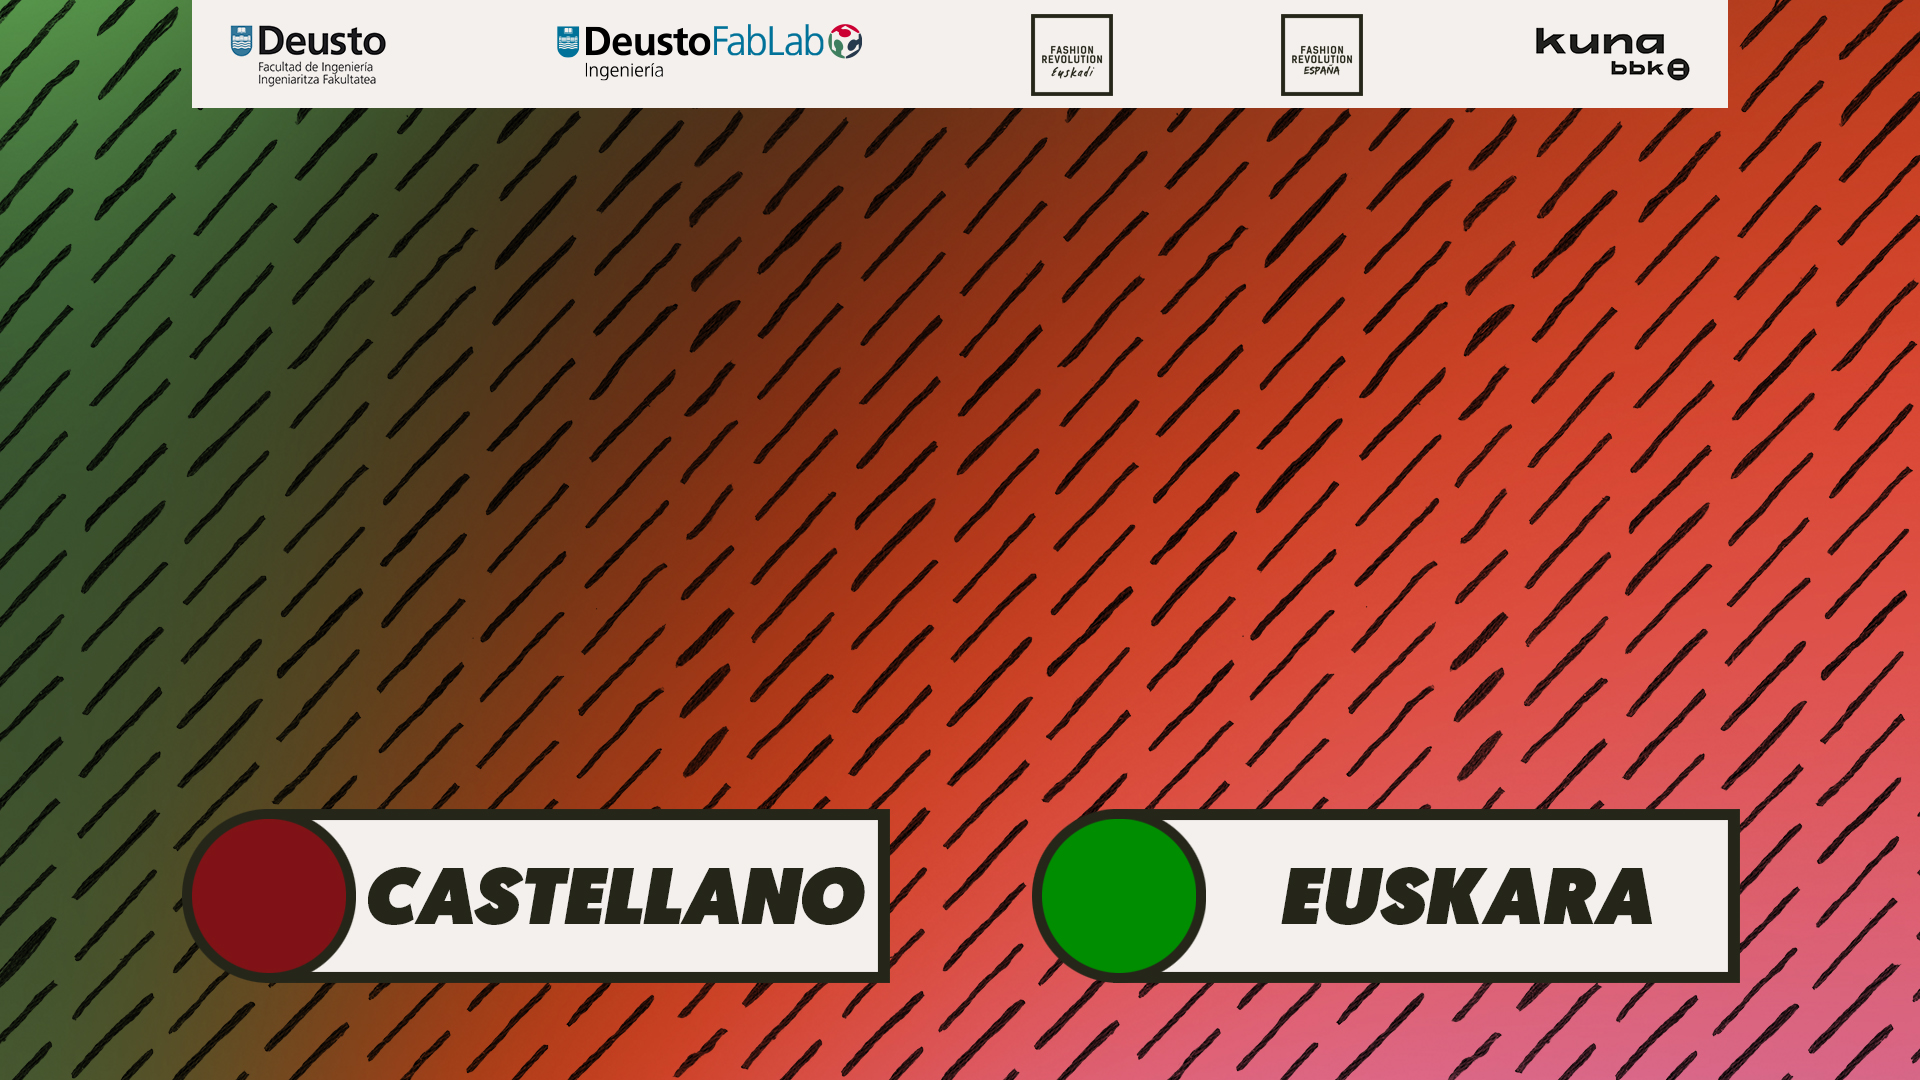 Deusto
Facultad de Ingeniería
Ingeniaritza Fakultatea
DeustoFabLab
Ingeniería
FASHION
REVOLUTION
Euskadi
FASHION
REVOLUTION
ESPAÑA
kuna
bbk
CASTELLANO
EUSKARA